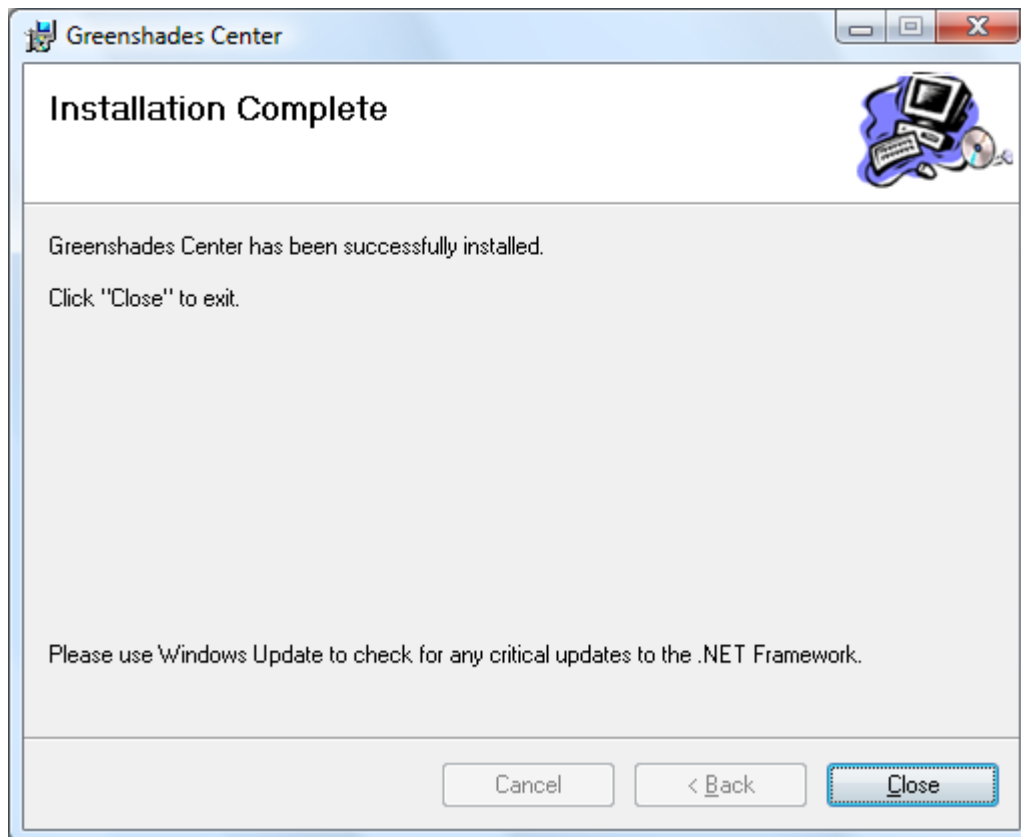 Greenshades Center
Installation Complete
Greenshades Center has been successfully installed.
Click "Close" to exit.
Please use Windows Update to check for any critical updates to the .NET Framework.
Cancel
< Back
Close